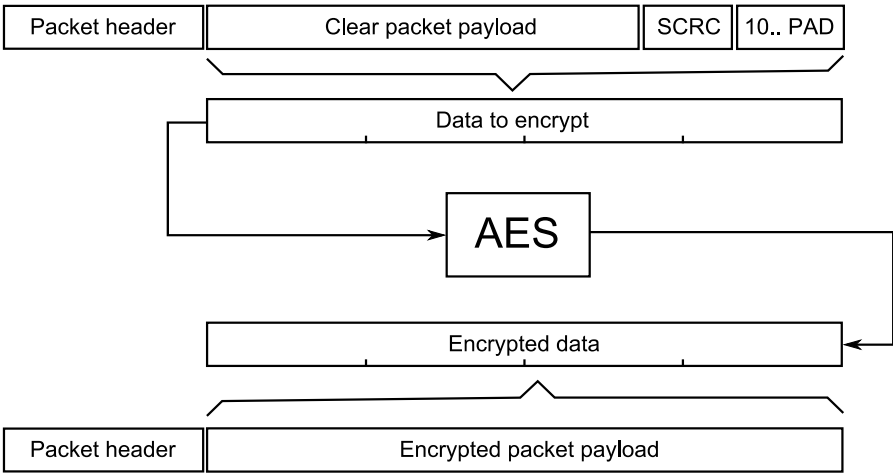 Packet header Clear packet payload SCRC 10.. PAD
Data to encrypt
AES
Encrypted data
Packet header Encrypted packet payload